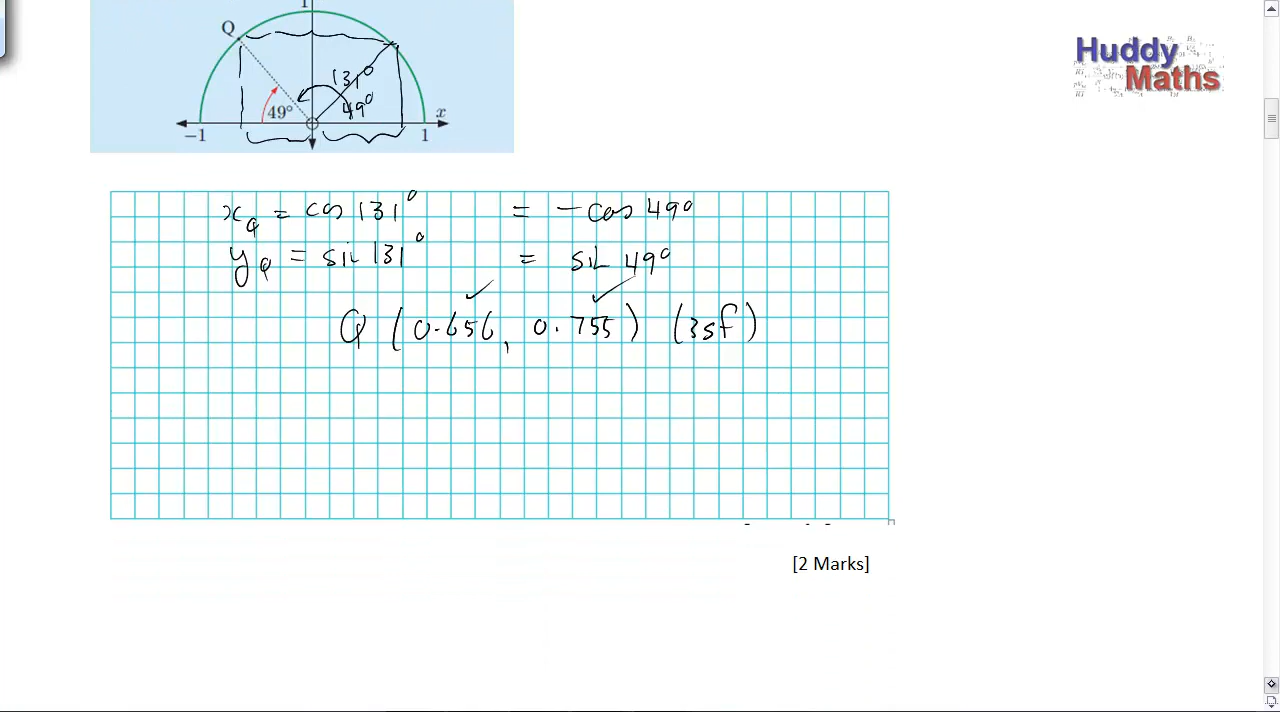 1
Q
131°
49°
49°
x
−1
1
Huddy
Maths
x_Q = cos 131° = − cos 49°
y_Q = sin 131° = sin 49°
Q (0.656, 0.755) (3sf)
[2 Marks]